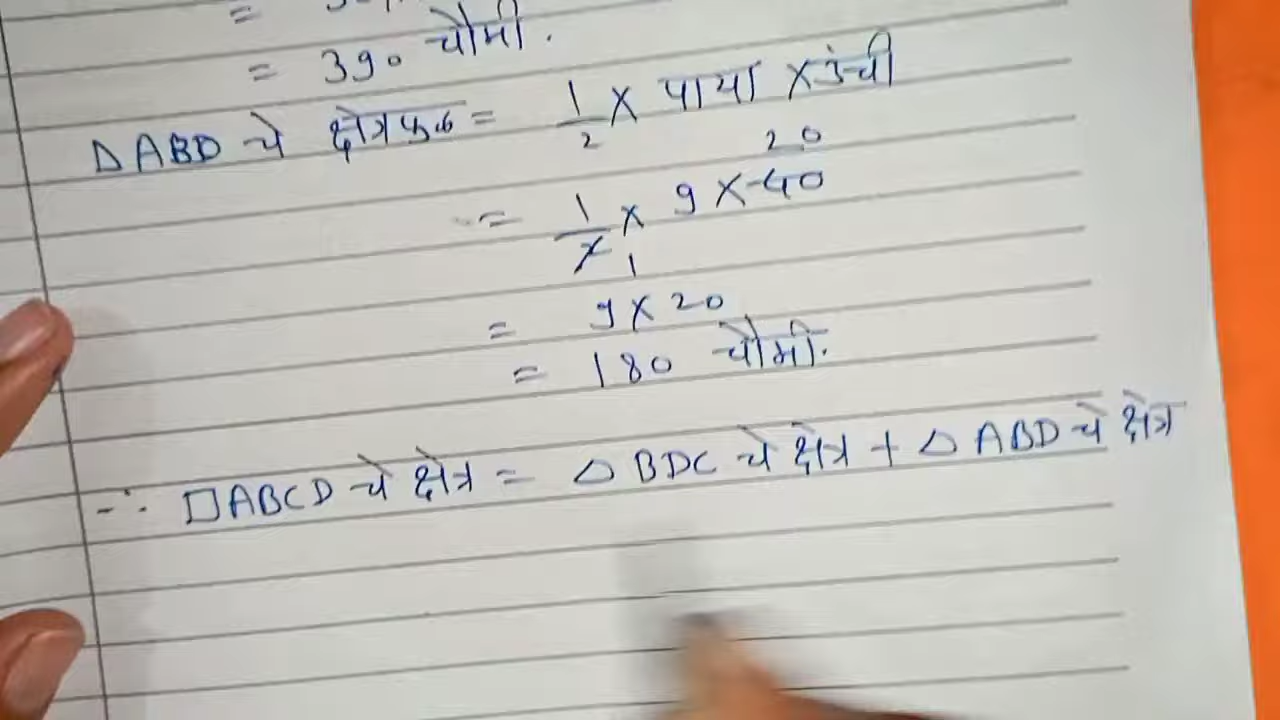 =
= 390 चौमी.
△ABD चे क्षेत्रफळ = 1/2 × पाया × उंची
20
= 1/2 × 9 × 40
1
= 9 × 20
= 180 चौमी.
∴ □ABCD चे क्षेत्र = △BDC चे क्षेत्र + △ABD चे क्षेत्र